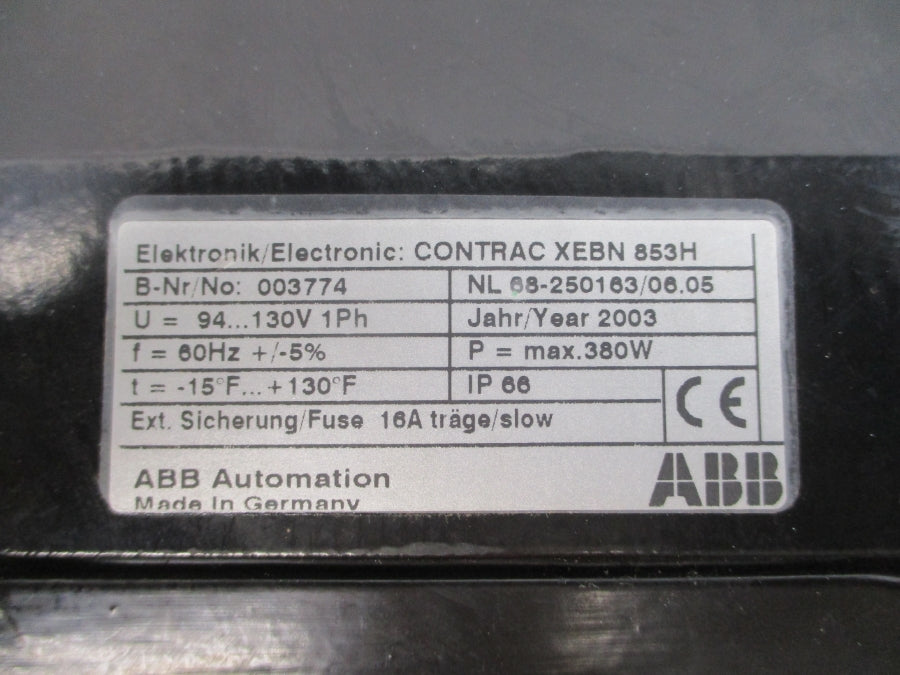 Elektronik/Electronic: CONTRAC XEBN 853H
B-Nr/No: 003774 NL 68-250163/06.05
U = 94...130V 1Ph Jahr/Year 2003
f = 60Hz +/-5% P = max.380W
t = -15°F...+130°F IP 66
CE
Ext. Sicherung/Fuse 16A träge/slow
ABB Automation
ABB
Made In Germany